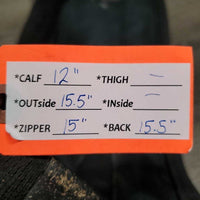 *CALF 12" *THIGH —
*OUTside 15.5" *INside —
*ZIPPER 15" *BACK 15.5"